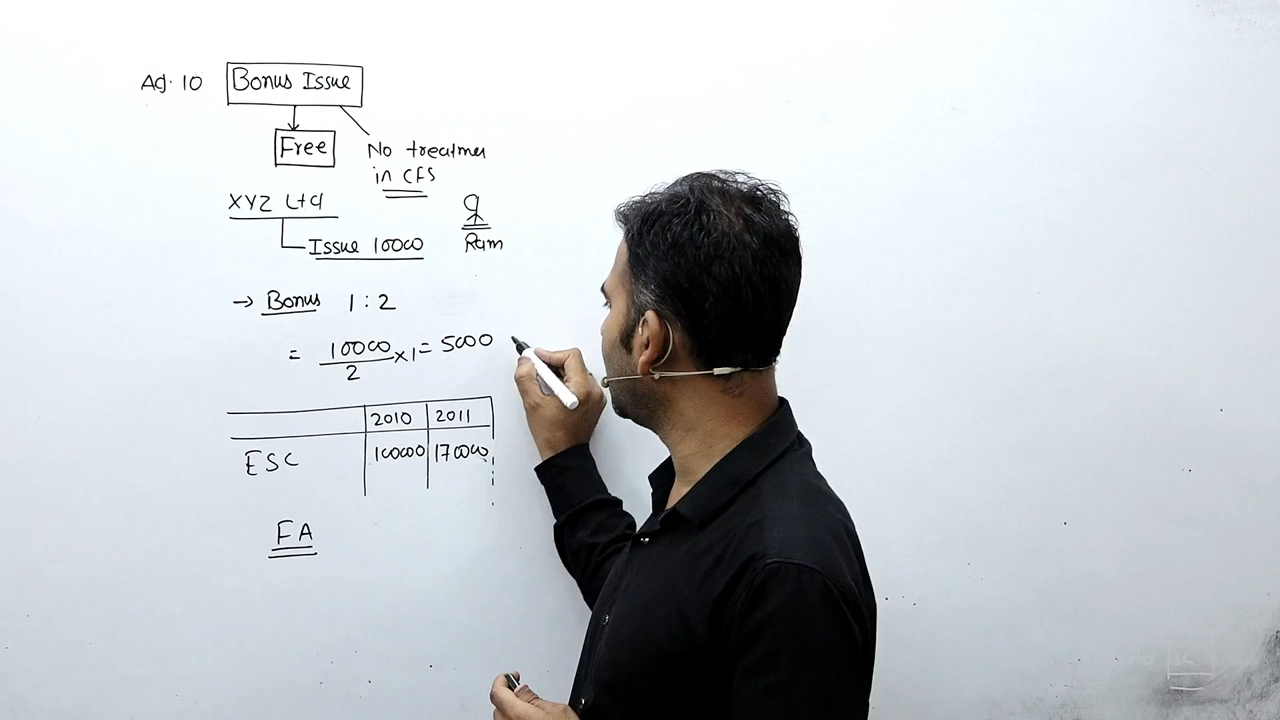 Adj. 10 Bonus Issue
Free
No treatmen
in CFS
XYZ Ltd
Issue 10000
Ram
→ Bonus 1 : 2
= 10000/2 ×1 = 5000
2010 2011
ESC 100000 170000
FA